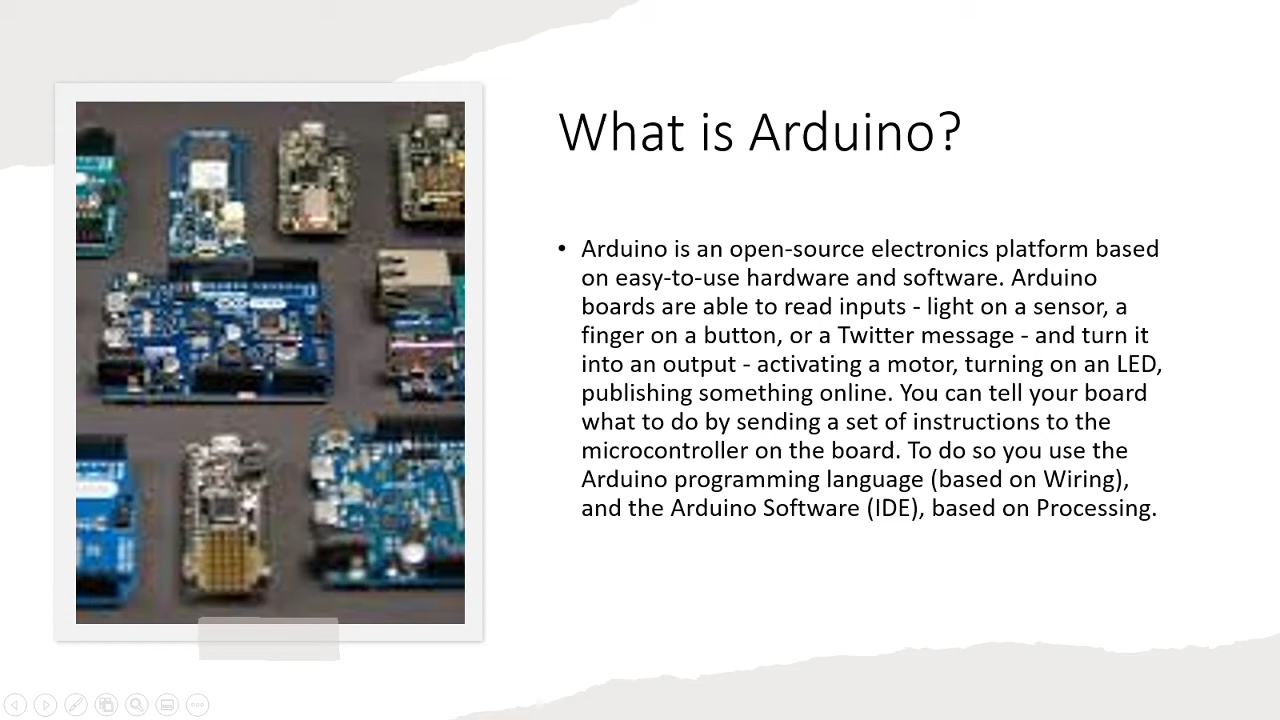 What is Arduino?
• Arduino is an open-source electronics platform based
on easy-to-use hardware and software. Arduino
boards are able to read inputs - light on a sensor, a
finger on a button, or a Twitter message - and turn it
into an output - activating a motor, turning on an LED,
publishing something online. You can tell your board
what to do by sending a set of instructions to the
microcontroller on the board. To do so you use the
Arduino programming language (based on Wiring),
and the Arduino Software (IDE), based on Processing.